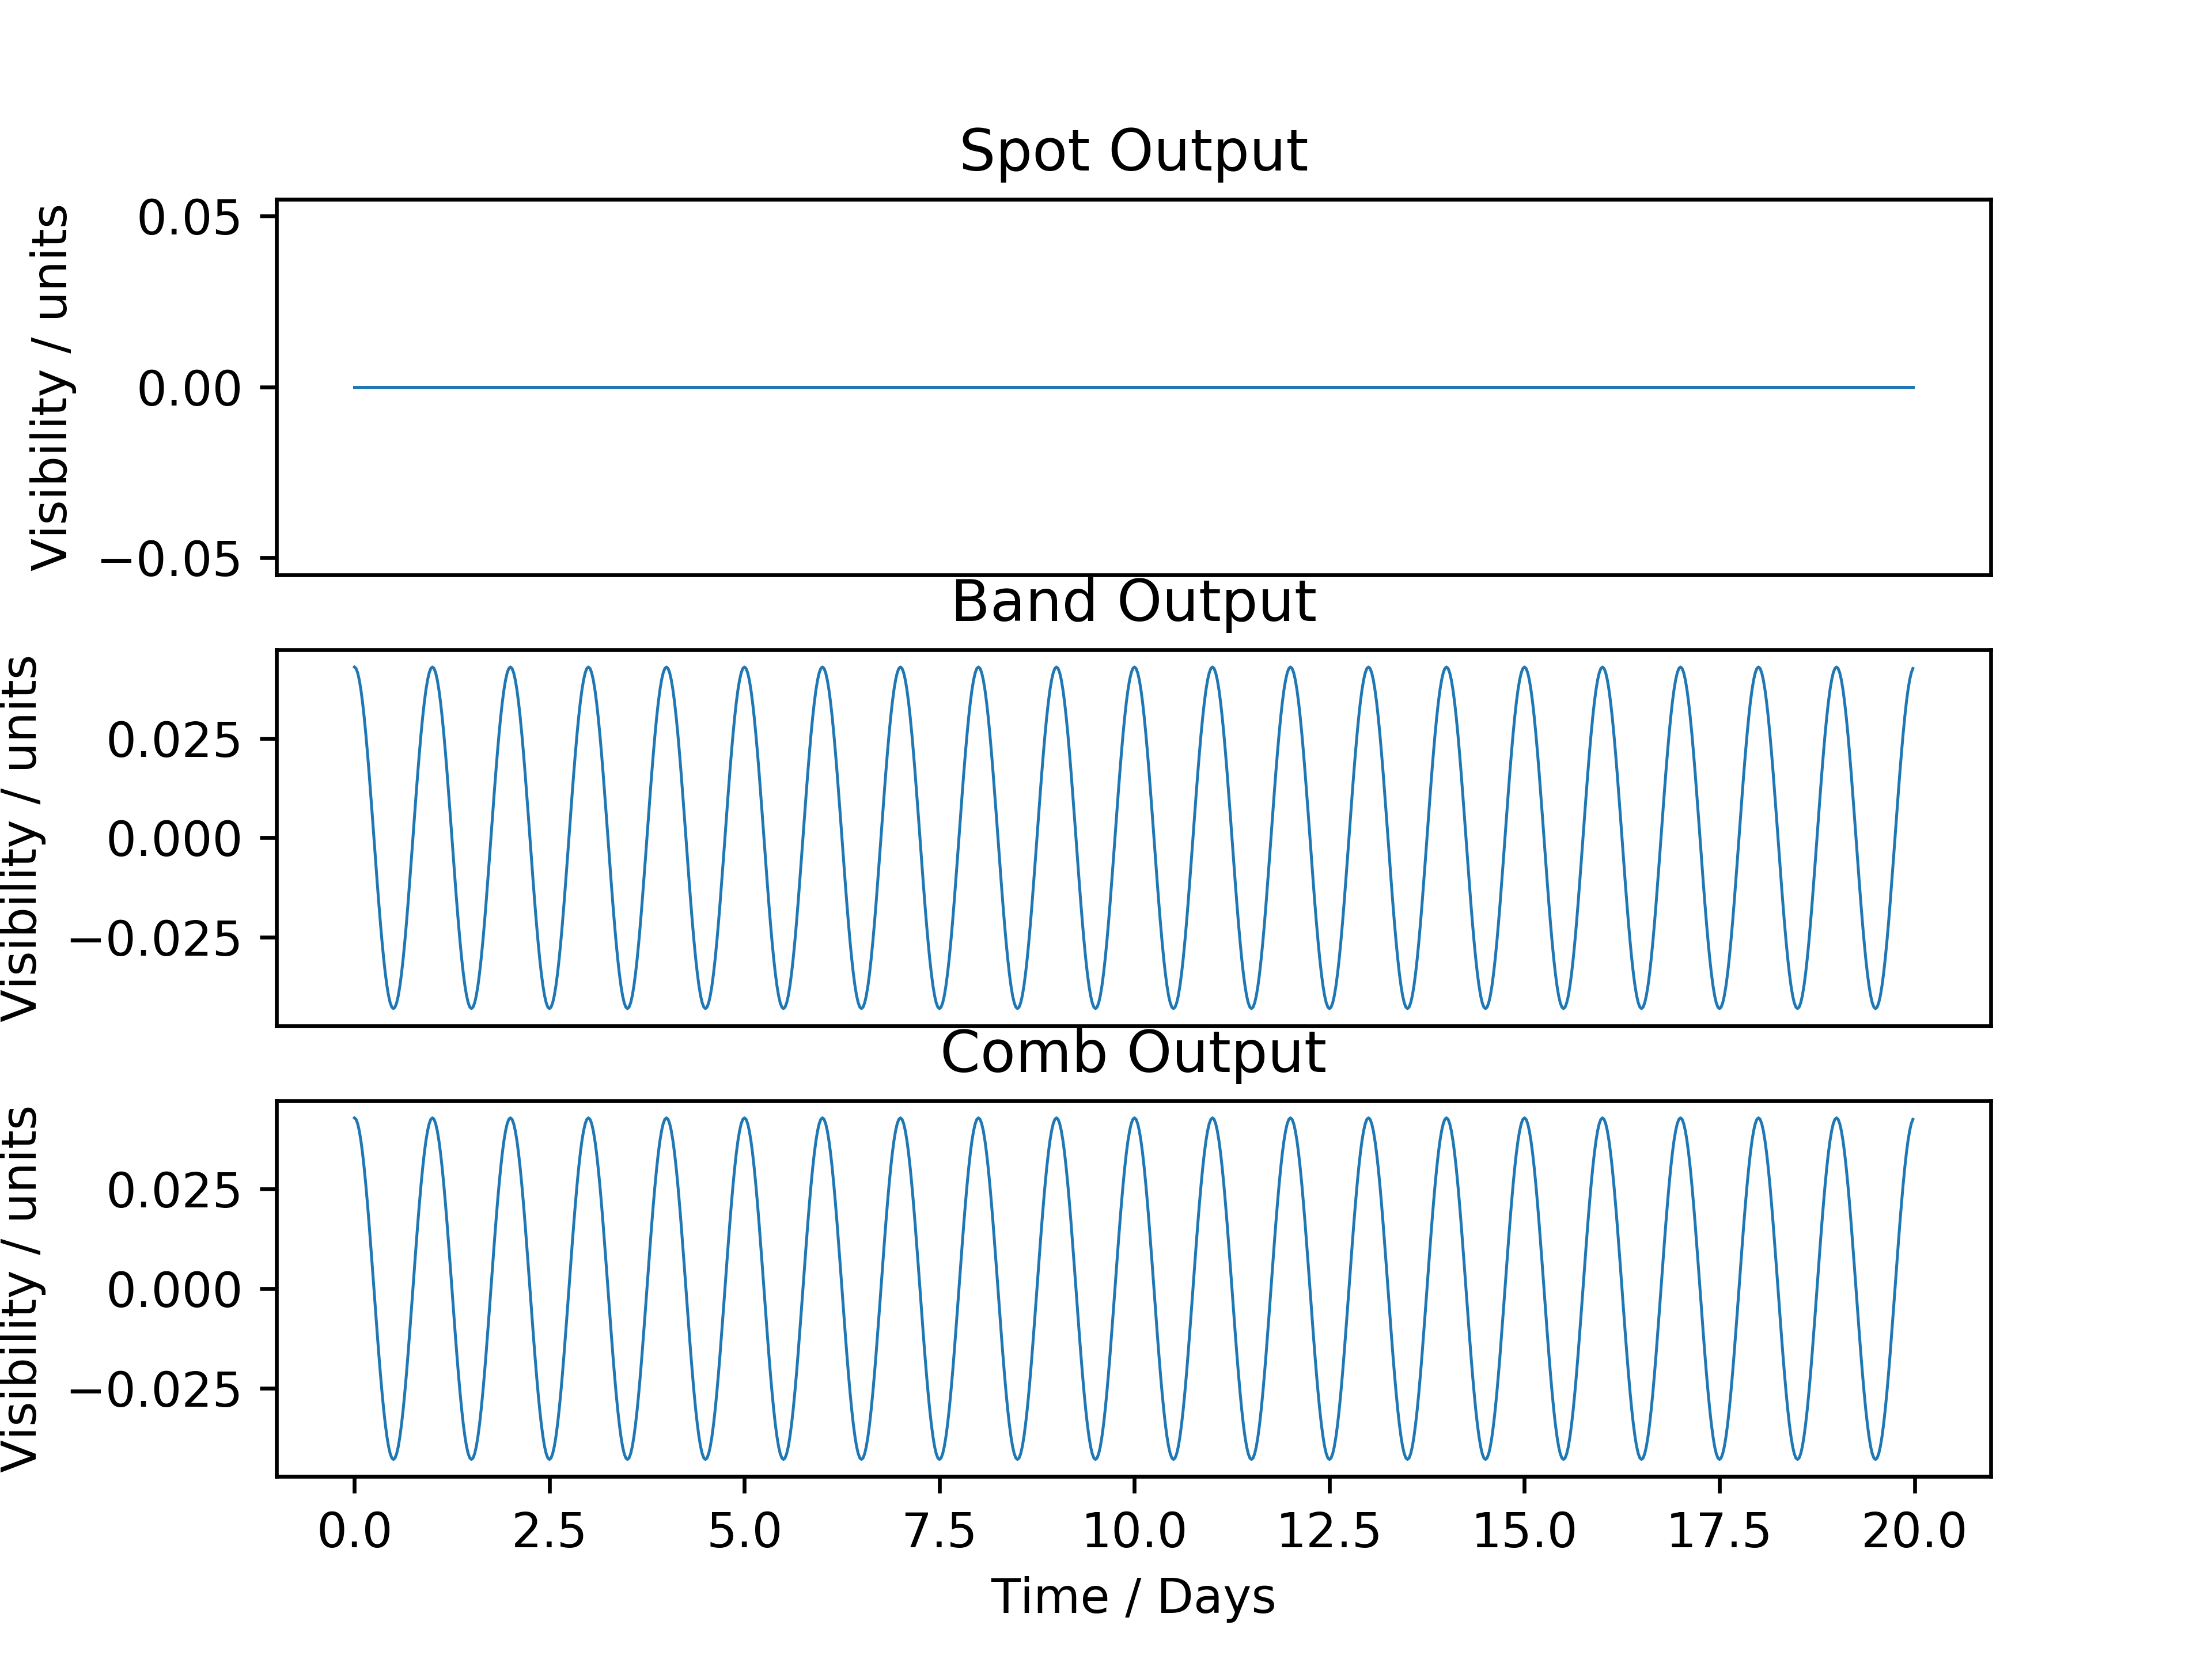 Spot Output
Visibility / units
0.05
0.00
−0.05
Band Output
Visibility / units
0.025
0.000
−0.025
Comb Output
Visibility / units
0.025
0.000
−0.025
0.0 2.5 5.0 7.5 10.0 12.5 15.0 17.5 20.0
Time / Days